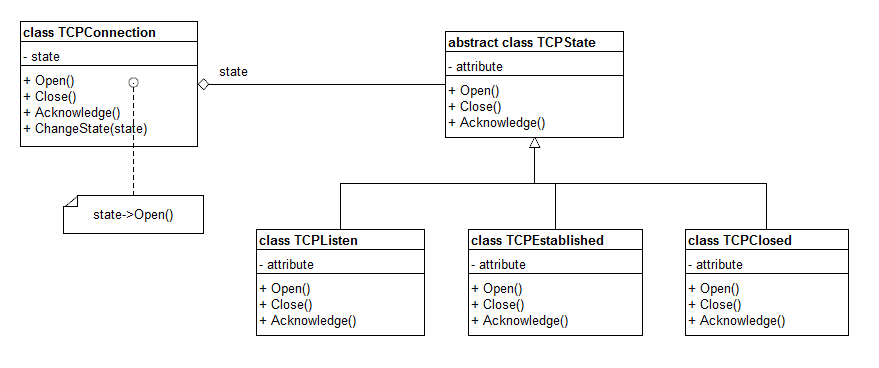 class TCPConnection
- state
+ Open()
+ Close()
+ Acknowledge()
+ ChangeState(state)
state->Open()
state
abstract class TCPState
- attribute
+ Open()
+ Close()
+ Acknowledge()
class TCPListen
- attribute
+ Open()
+ Close()
+ Acknowledge()
class TCPEstablished
- attribute
+ Open()
+ Close()
+ Acknowledge()
class TCPClosed
- attribute
+ Open()
+ Close()
+ Acknowledge()